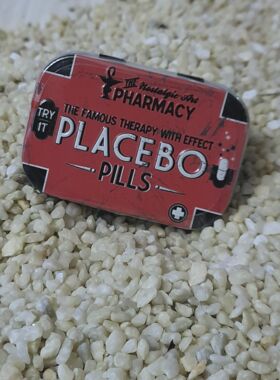 THE Nostalgic Art
PHARMACY
TRY
IT
THE FAMOUS THERAPY WITH EFFECT
PLACEBO
PILLS